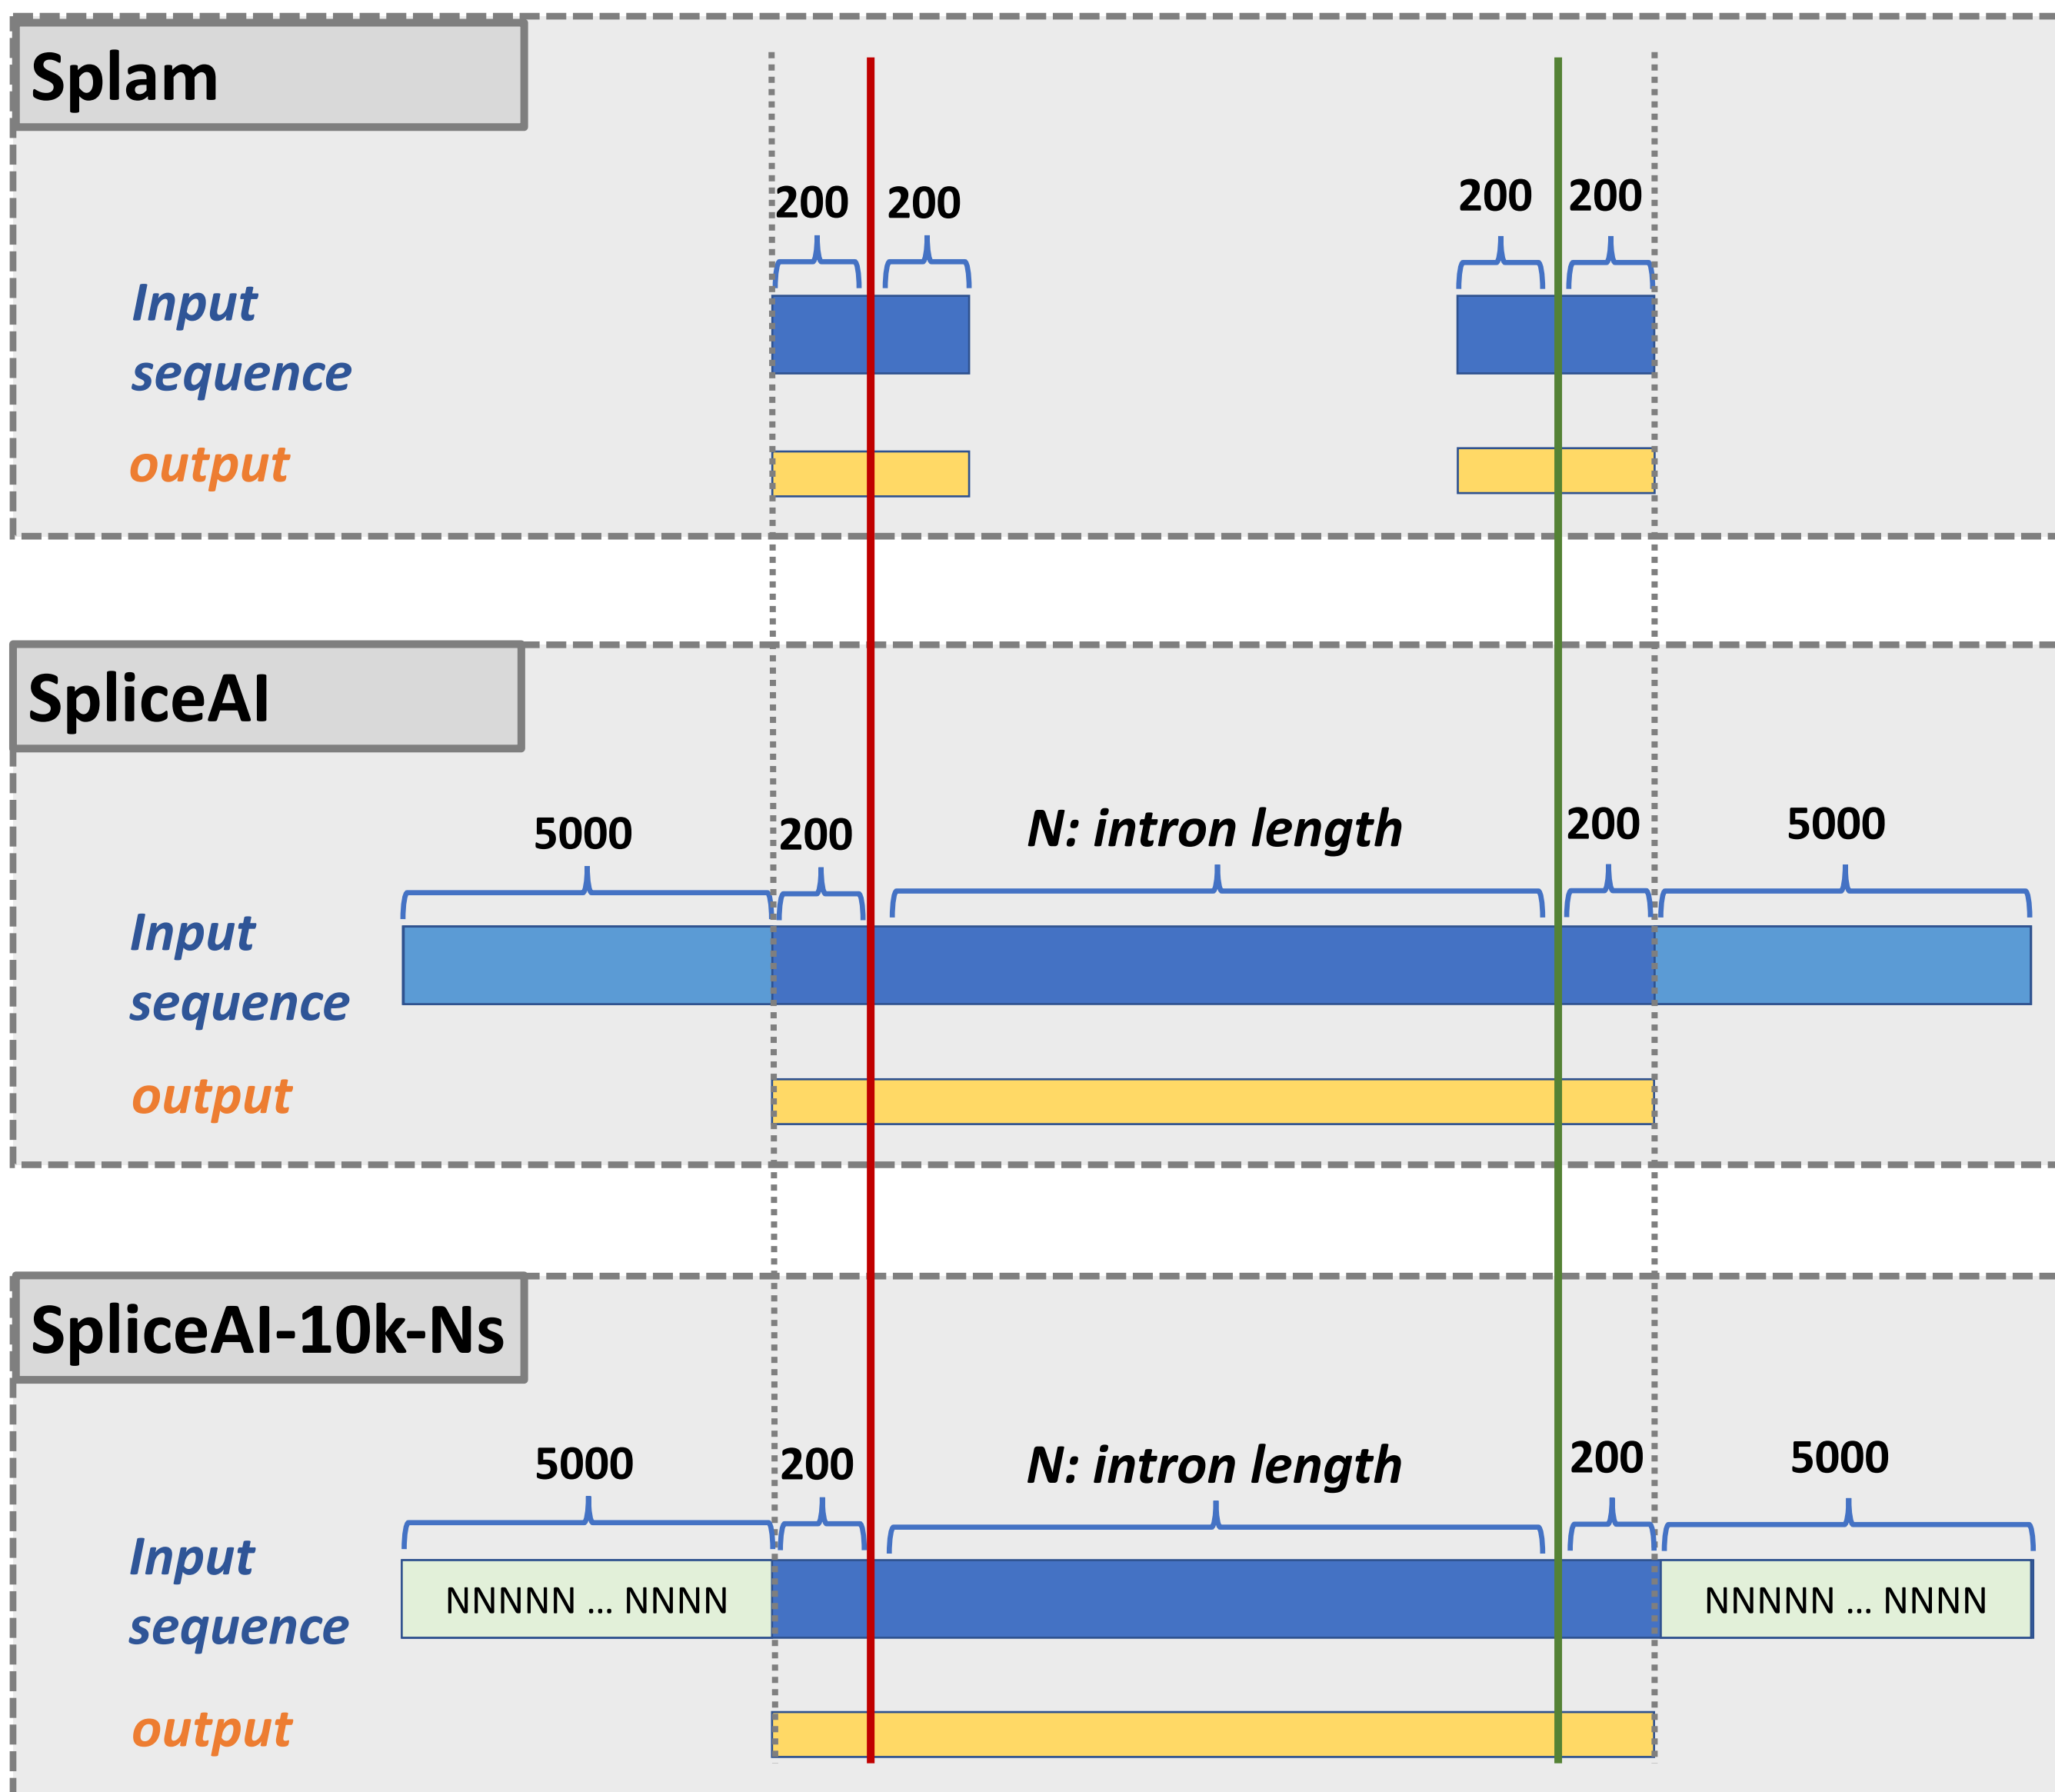 Splam
200 200 200 200
Input
sequence
output
SpliceAI
5000 200 N: intron length 200 5000
Input
sequence
output
SpliceAI-10k-Ns
5000 200 N: intron length 200 5000
Input
sequence
NNNNN ... NNNN NNNNN ... NNNN
output